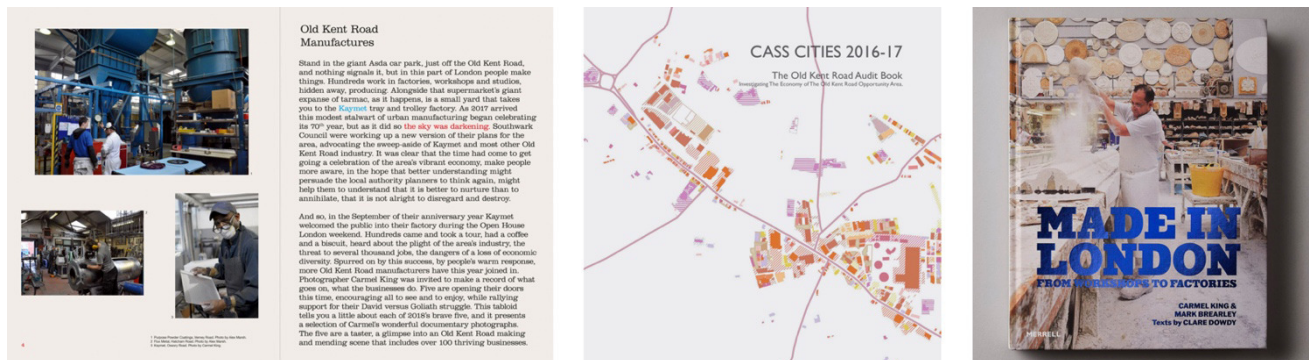 Old Kent Road
Manufactures
Stand in the giant Asda car park, just off the Old Kent Road,
and nothing signals it, but in this part of London people make
things. Hundreds work in factories, workshops and studios,
hidden away, producing. Alongside that supermarket's giant
expanse of tarmac, as it happens, is a small yard that takes
you to the Kaymet tray and trolley factory. As 2017 arrived
this modest stalwart of urban manufacturing began celebrating
its 70th year, but as it did so the sky was darkening. Southwark
Council were working up a new version of their plans for the
area, advocating the sweep-aside of Kaymet and most other Old
Kent Road industry. It was clear that the time had come to get
going a celebration of the area's vibrant economy, make people
more aware, in the hope that better understanding might
persuade the local authority planners to think again, might
help them to understand that it is better to nurture than to
annihilate, that it is not alright to disregard and destroy.
And so, in the September of their anniversary year Kaymet
welcomed the public into their factory during the Open House
London weekend. Hundreds came and took a tour, had a coffee
and a biscuit, heard about the plight of the area's industry, the
threat to several thousand jobs, the dangers of a loss of economic
diversity. Spurred on by this success, by people's warm response,
more Old Kent Road manufacturers have this year joined in.
Photographer Carmel King was invited to make a record of what
goes on, what the businesses do. Five are opening their doors
this time, encouraging all to see and to enjoy, while rallying
support for their David versus Goliath struggle. This tabloid
tells you a little about each of 2018's brave five, and it presents
a selection of Carmel's wonderful documentary photographs.
The five are a taster, a glimpse into an Old Kent Road making
and mending scene that includes over 100 thriving businesses.
4
CASS CITIES 2016-17
The Old Kent Road Audit Book
Investigating The Economy of The Old Kent Road Opportunity Area
MADE IN
LONDON
FROM WORKSHOPS TO FACTORIES
CARMEL KING &
MARK BREARLEY
Texts by CLARE DOWDY
MERRELL